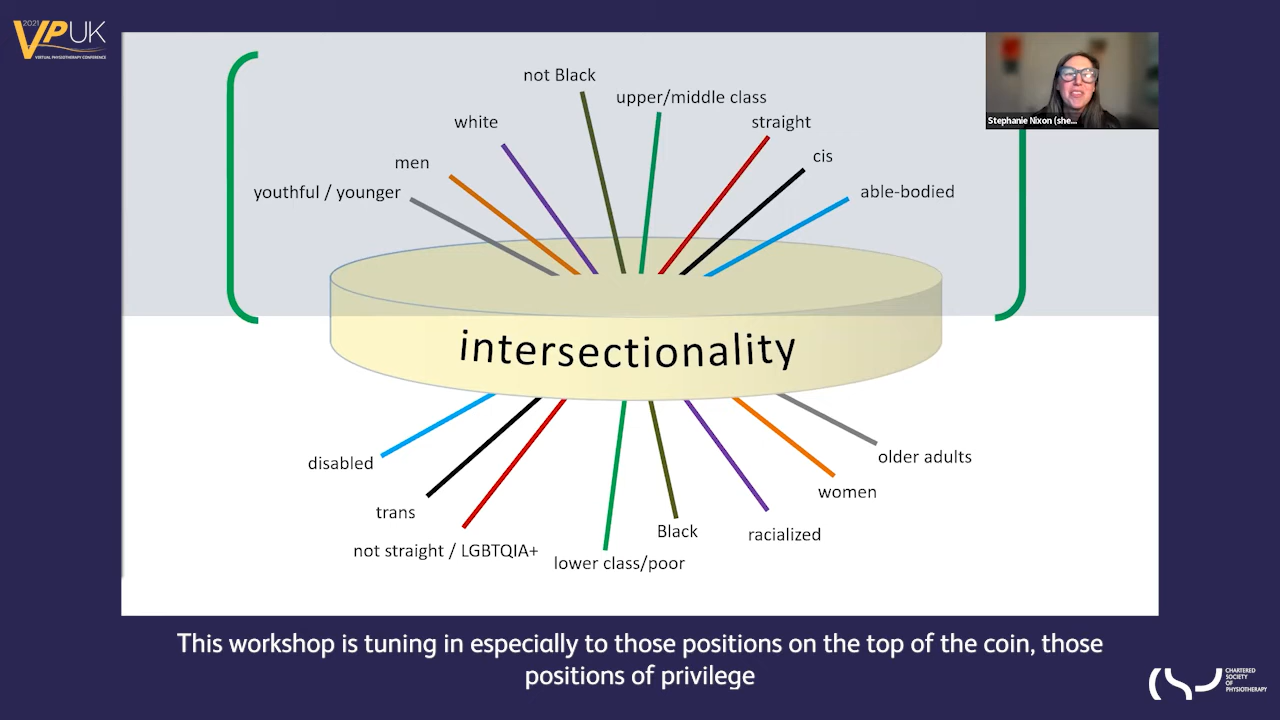 2021
VPUK
VIRTUAL PHYSIOTHERAPY CONFERENCE
not Black
upper/middle class
white
straight
men
cis
youthful / younger
able-bodied
Stephanie Nixon (she...
intersectionality
disabled
older adults
trans
women
not straight / LGBTQIA+
Black
racialized
lower class/poor
This workshop is tuning in especially to those positions on the top of the coin, those
positions of privilege
CHARTERED
SOCIETY
OF
PHYSIOTHERAPY